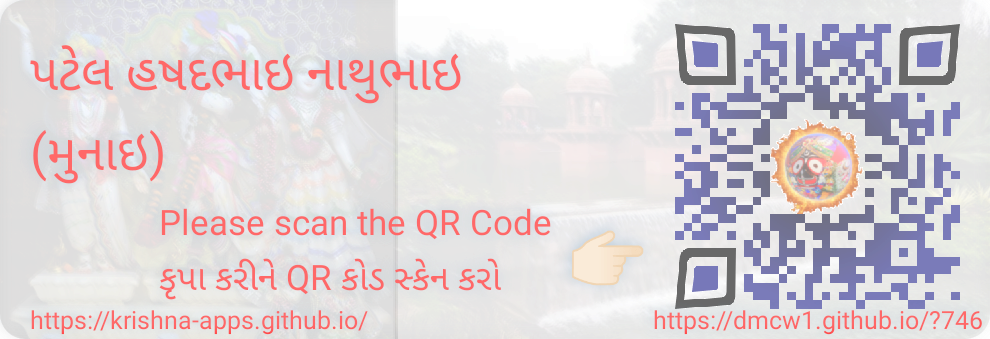 પટેલ હષદભાઇ નાથુભાઇ
(મુનાઇ)
Please scan the QR Code
કૃપા કરીને QR કોડ સ્કેન કરો
https://krishna-apps.github.io/
https://dmcw1.github.io/?746